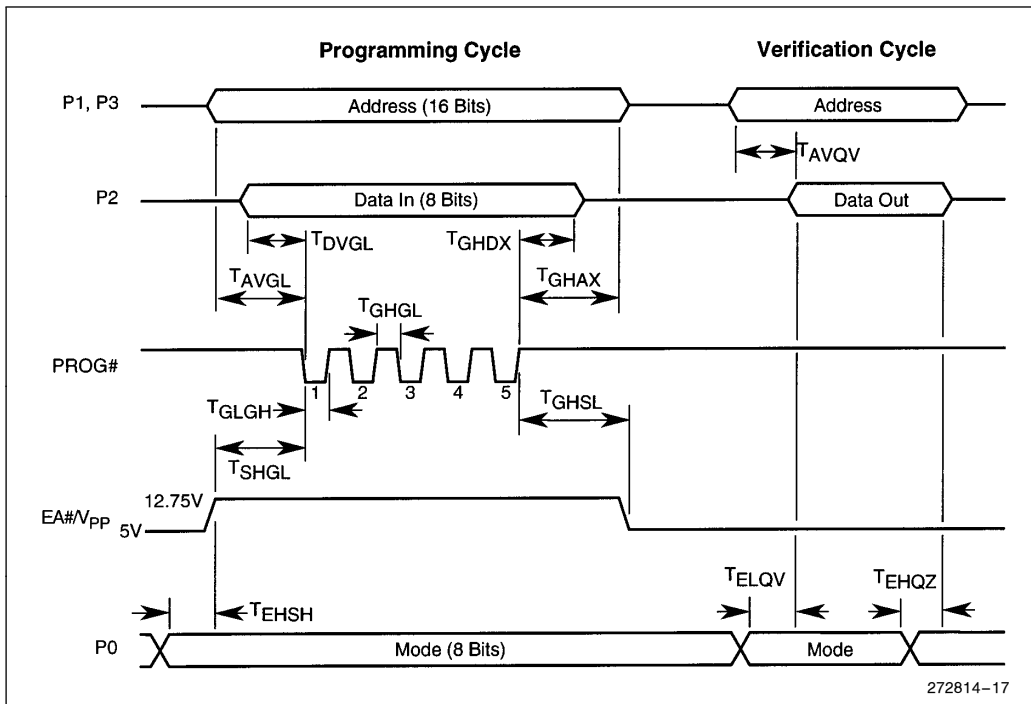 Programming Cycle
Verification Cycle
P1, P3
Address (16 Bits)
Address
TAVQV
P2
Data In (8 Bits)
Data Out
TDVGL
TGHDX
TAVGL
TGHAX
TGHGL
PROG#
1 2 3 4 5
TGLGH
TGHSL
TSHGL
12.75V
EA#/VPP
5V
TELQV
TEHQZ
TEHSH
P0
Mode (8 Bits)
Mode
272814-17